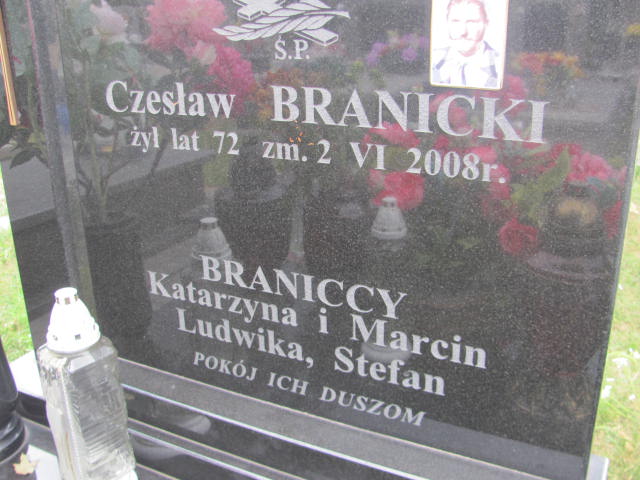 Ś.P.
Czesław BRANICKI
żył lat 72 zm. 2 VI 2008r.
BRANICCY
Katarzyna i Marcin
Ludwika, Stefan
POKÓJ ICH DUSZOM